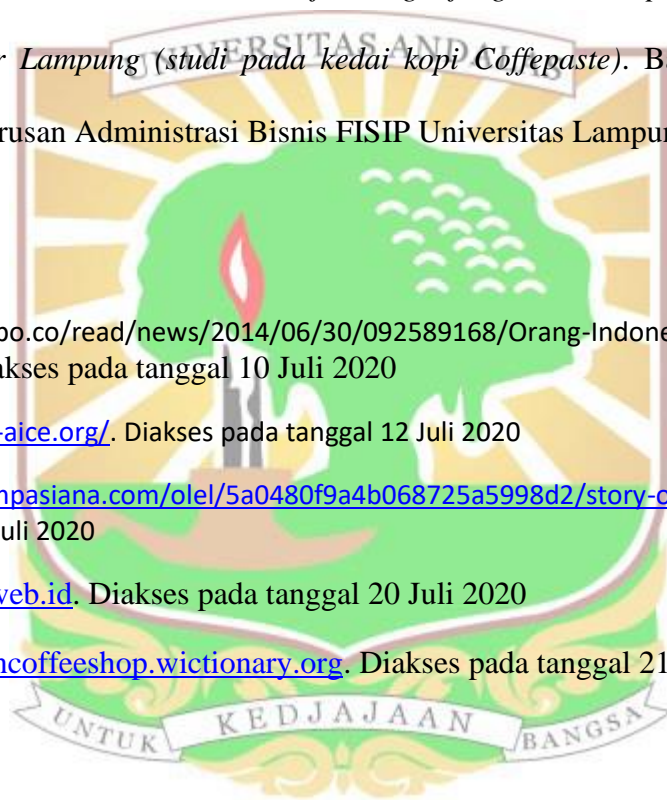 UNIVERSITAS ANDALAS
r Lampung (studi pada kedai kopi Coffepaste). Ba
rusan Administrasi Bisnis FISIP Universitas Lampun
po.co/read/news/2014/06/30/092589168/Orang-Indone
akses pada tanggal 10 Juli 2020
-aice.org/. Diakses pada tanggal 12 Juli 2020
mpasiana.com/olel/5a0480f9a4b068725a5998d2/story-o
uli 2020
web.id. Diakses pada tanggal 20 Juli 2020
ncoffeeshop.wictionary.org. Diakses pada tanggal 21
UNTUK KEDJAJAAN BANGSA